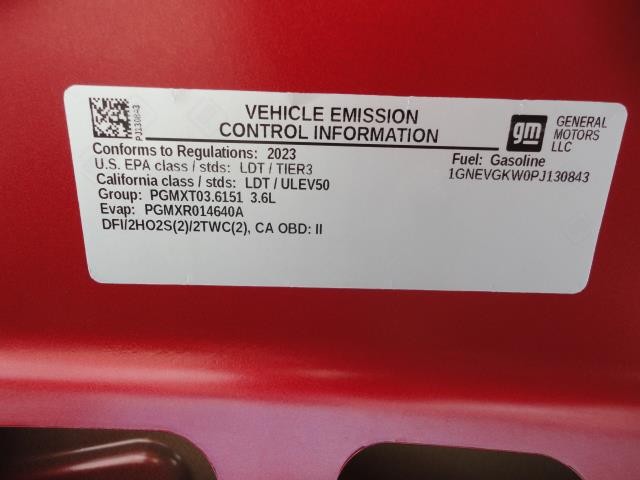 PJ130843
VEHICLE EMISSION
CONTROL INFORMATION
gm
GENERAL
MOTORS
LLC
Conforms to Regulations: 2023
U.S. EPA class / stds: LDT / TIER3
Fuel: Gasoline
1GNEVGKW0PJ130843
California class / stds: LDT / ULEV50
Group: PGMXT03.6151 3.6L
Evap: PGMXR014640A
DFI/2HO2S(2)/2TWC(2), CA OBD: II